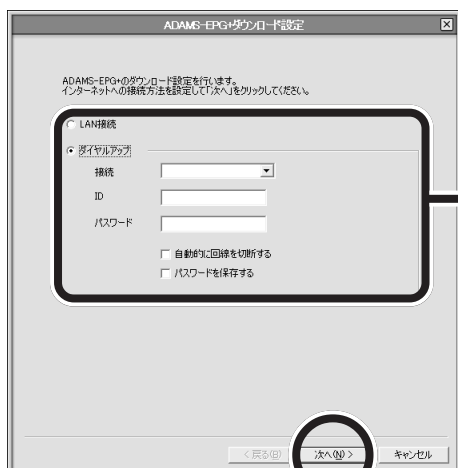 ADAMS-EPG+ダウンロード設定
ADAMS-EPG+のダウンロード設定を行います。
インターネットへの接続方法を設定して「次へ」をクリックしてください。
LAN接続
ダイヤルアップ
接続
ID
パスワード
自動的に回線を切断する
パスワードを保存する
< 戻る(B) 次へ(N) > キャンセル